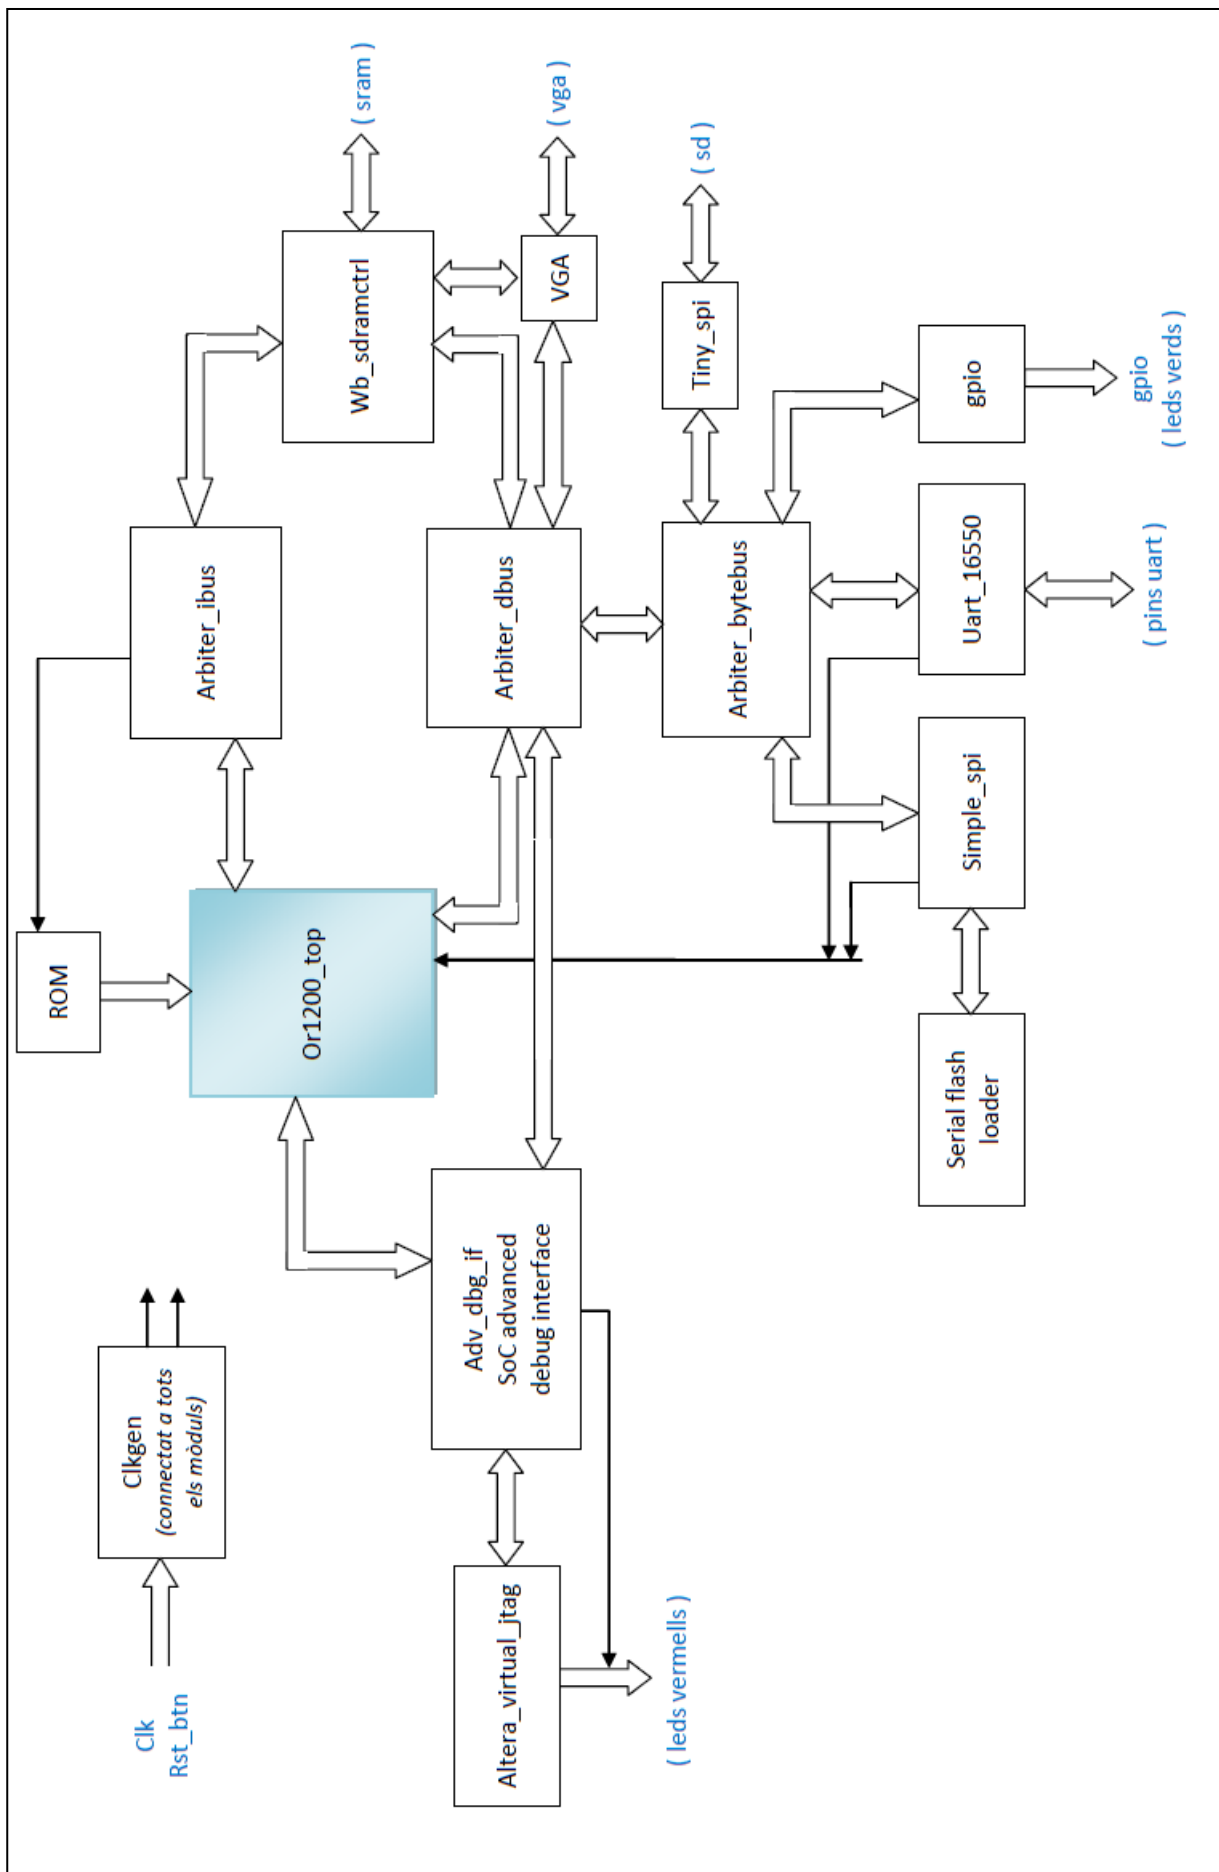 Clk
Rst_btn
Clkgen
(connectat a tots
els mòduls)
ROM
Arbiter_ibus
Wb_sdramctrl
( sram )
Or1200_top
Altera_virtual_jtag
( leds vermells )
Adv_dbg_if
SoC advanced
debug interface
Arbiter_dbus
VGA
( vga )
Arbiter_bytebus
Tiny_spi
( sd )
Serial flash
loader
Simple_spi
Uart_16550
( pins uart )
gpio
gpio
( leds verds )